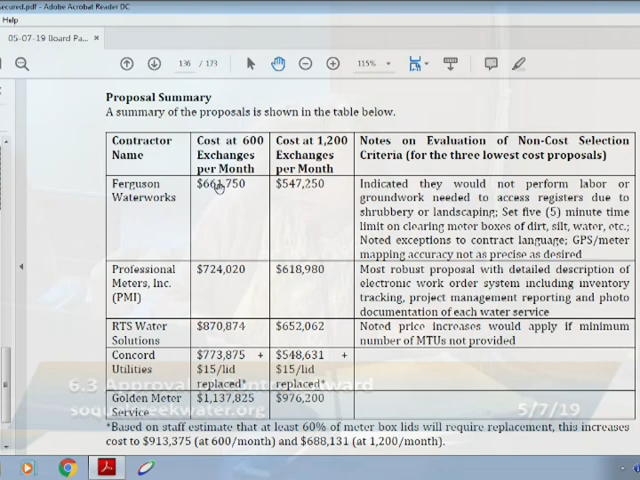 secured.pdf - Adobe Acrobat Reader DC
Help
05-07-19 Board Pa... ×
136 / 173
115%
Proposal Summary
A summary of the proposals is shown in the table below.
Contractor Name
Cost at 600 Exchanges per Month
Cost at 1,200 Exchanges per Month
Notes on Evaluation of Non-Cost Selection
Criteria (for the three lowest cost proposals)
Ferguson Waterworks
$661,750
$547,250
Indicated they would not perform labor or
groundwork needed to access registers due to
shrubbery or landscaping; Set five (5) minute time
limit on clearing meter boxes of dirt, silt, water, etc.;
Noted exceptions to contract language; GPS/meter
mapping accuracy not as precise as desired
Professional Meters, Inc. (PMI)
$724,020
$618,980
Most robust proposal with detailed description of
electronic work order system including inventory
tracking, project management reporting and photo
documentation of each water service
RTS Water Solutions
$870,874
$652,062
Noted price increases would apply if minimum
number of MTUs not provided
Concord Utilities
$773,875 + $15/lid replaced*
$548,631 + $15/lid replaced*
Golden Meter Service
$1,137,825
$976,200
*Based on staff estimate that at least 60% of meter box lids will require replacement, this increases
cost to $913,375 (at 600/month) and $688,131 (at 1,200/month).
6.3 Approval
soquelcreekwater.org
5/7/19